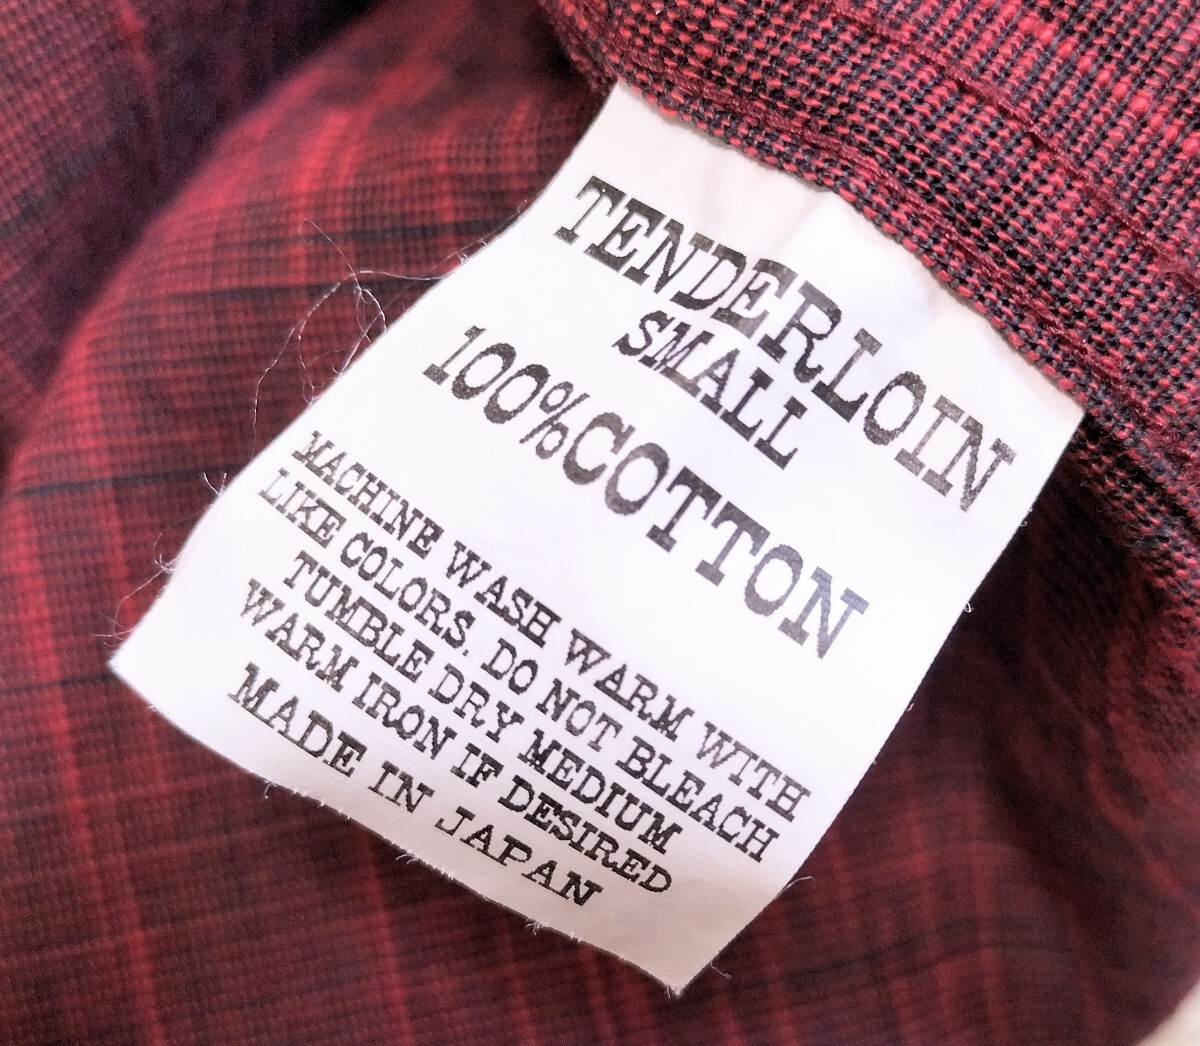 TENDERLOIN
SMALL
100%COTTON
MACHINE WASH WARM WITH
LIKE COLORS. DO NOT BLEACH
TUMBLE DRY MEDIUM
WARM IRON IF DESIRED
MADE IN JAPAN